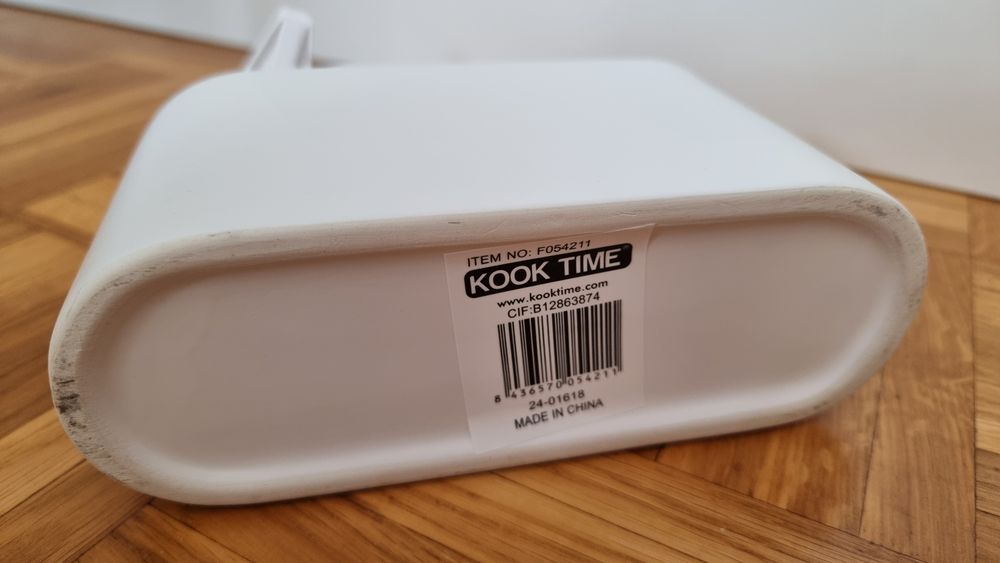 ITEM NO: F054211
KOOK TIME
www.kooktime.com
CIF:B12863874
8 436570 054211
24-01618
MADE IN CHINA